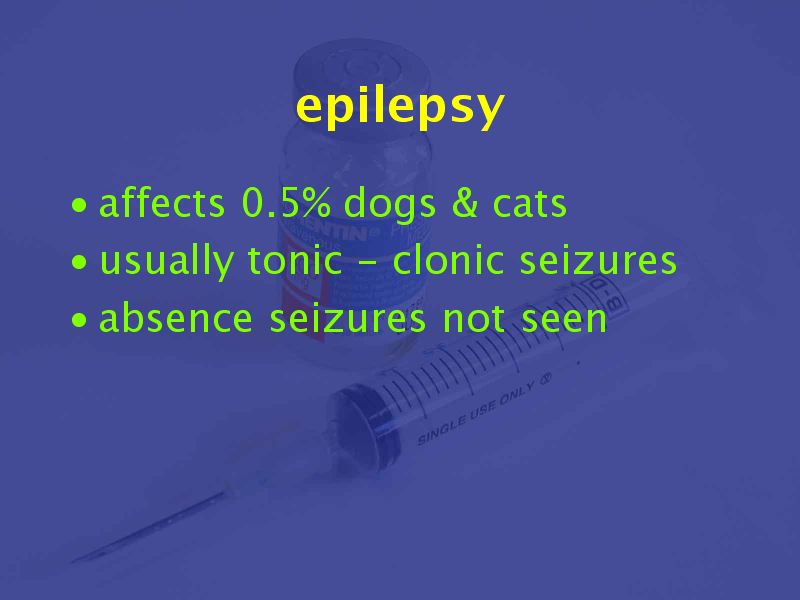 epilepsy
• affects 0.5% dogs & cats
• usually tonic – clonic seizures
• absence seizures not seen
SINGLE USE ONLY